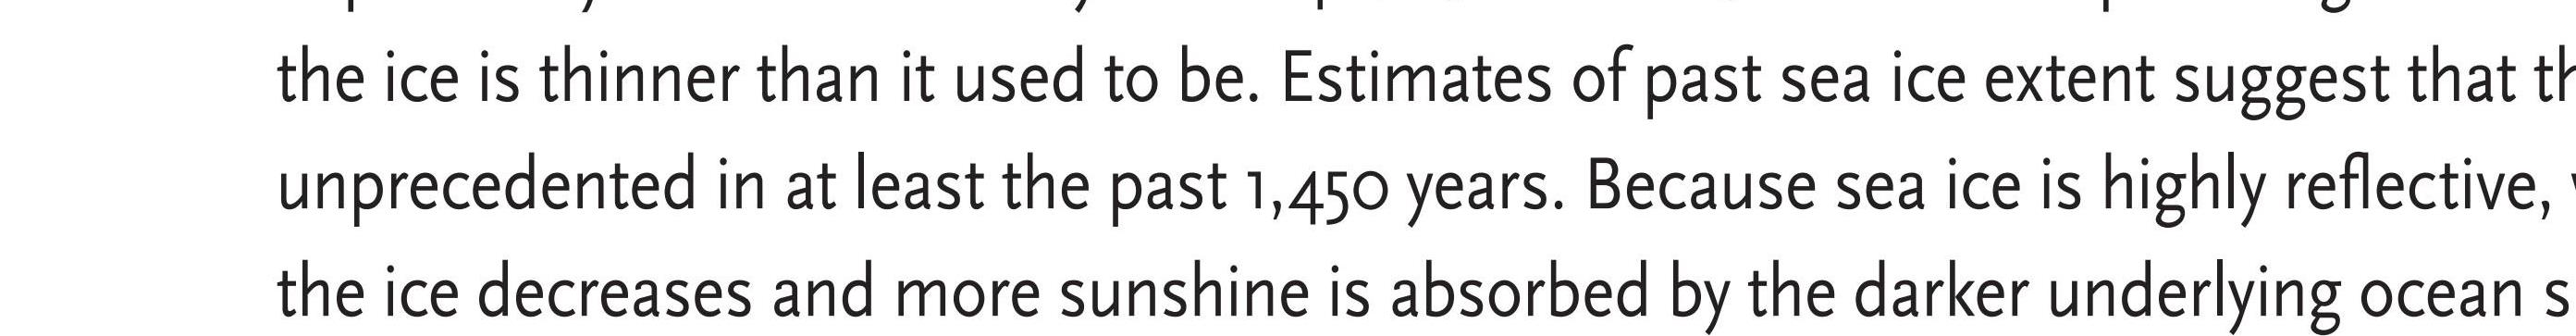 the ice is thinner than it used to be. Estimates of past sea ice extent suggest that
unprecedented in at least the past 1,450 years. Because sea ice is highly reflective,
the ice decreases and more sunshine is absorbed by the darker underlying ocean